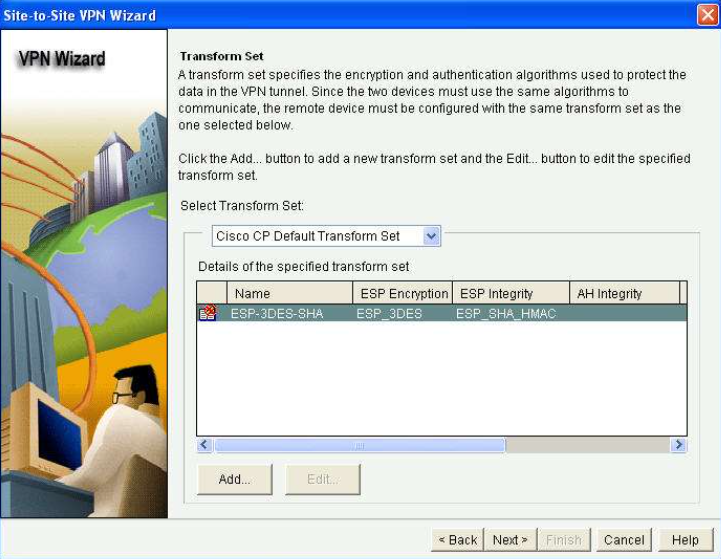 Site-to-Site VPN Wizard
VPN Wizard
Transform Set
A transform set specifies the encryption and authentication algorithms used to protect the
data in the VPN tunnel. Since the two devices must use the same algorithms to
communicate, the remote device must be configured with the same transform set as the
one selected below.
Click the Add... button to add a new transform set and the Edit... button to edit the specified
transform set.
Select Transform Set:
Cisco CP Default Transform Set
Details of the specified transform set
Name ESP Encryption ESP Integrity AH Integrity
ESP-3DES-SHA ESP_3DES ESP_SHA_HMAC
Add... Edit...
< Back Next > Finish Cancel Help